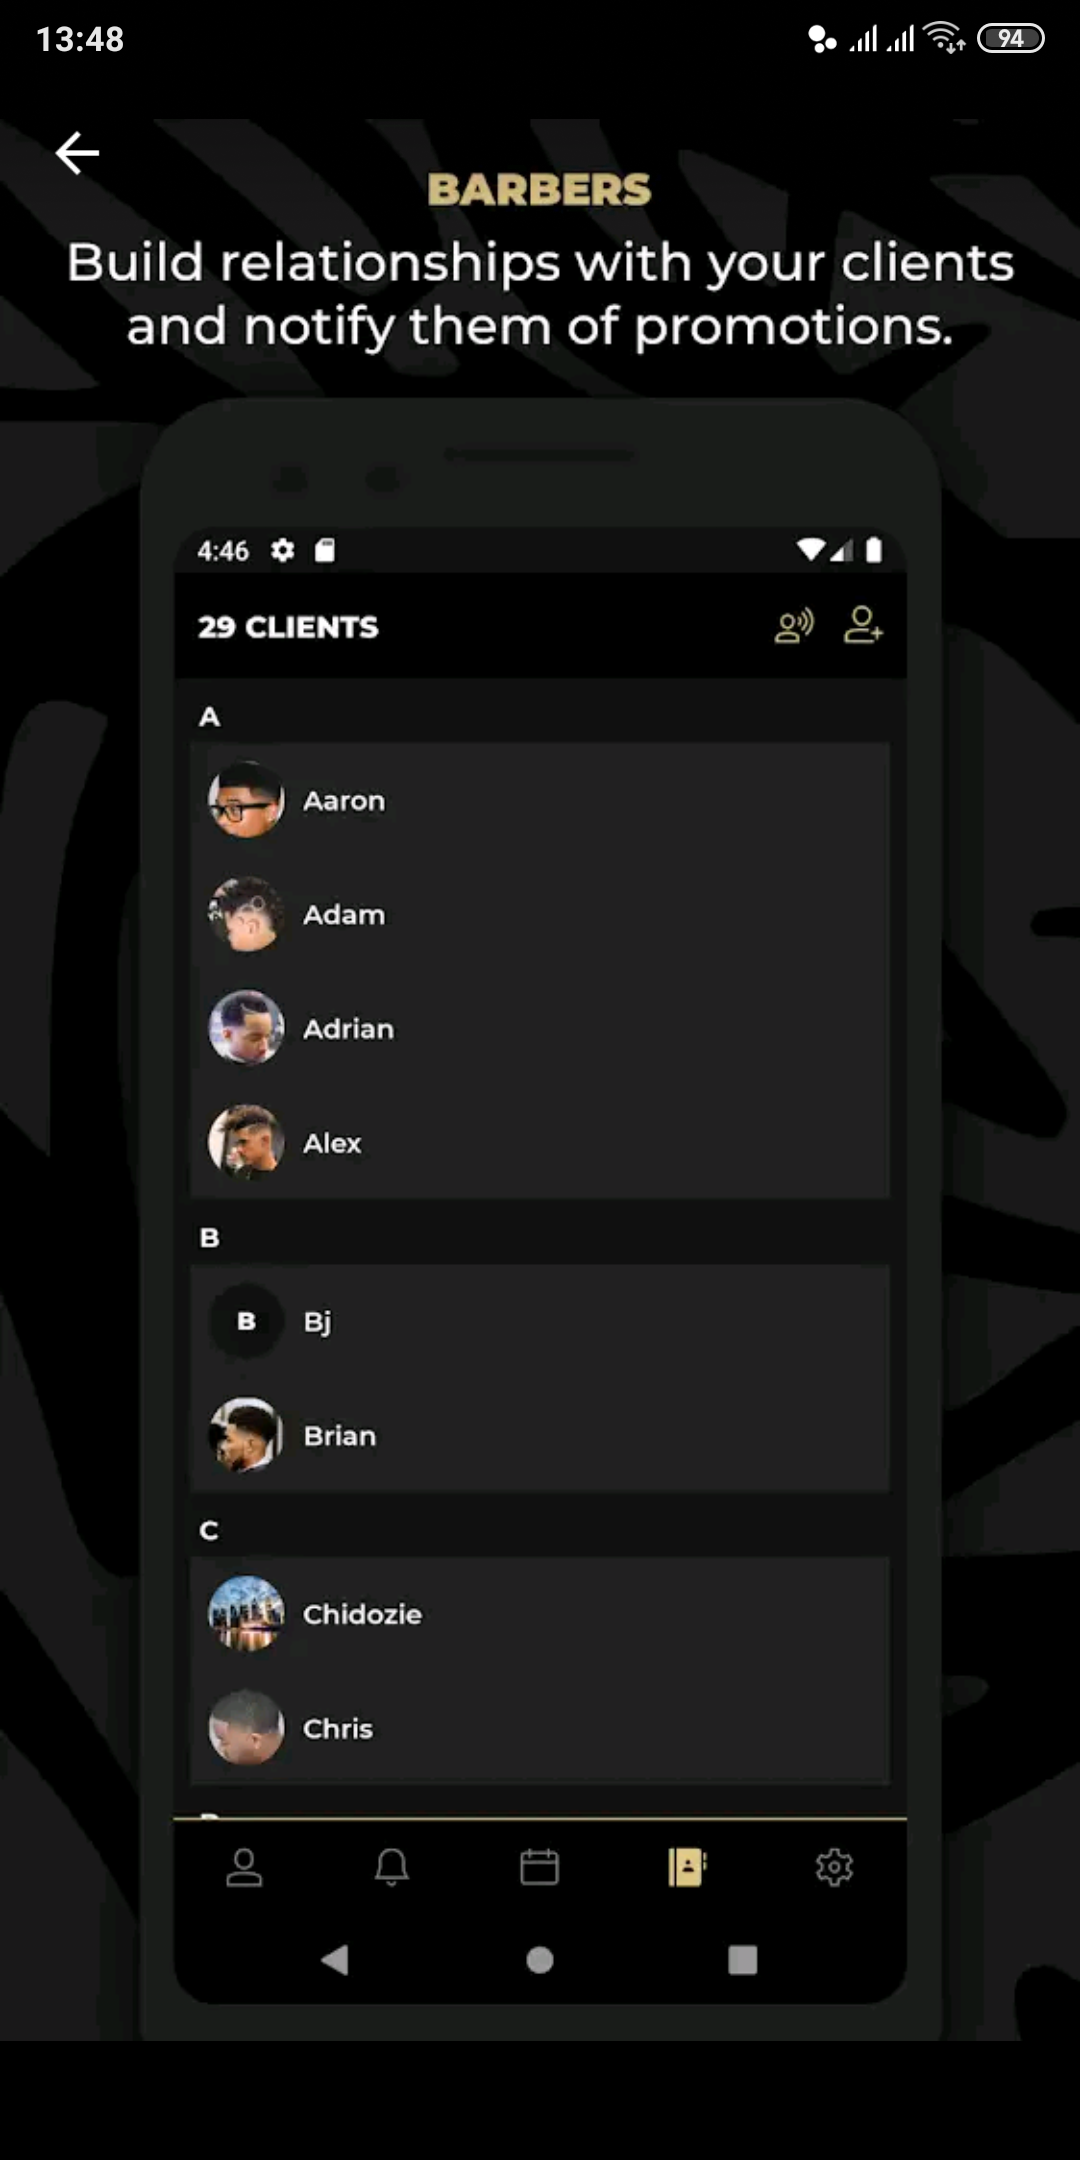 13:48
94
BARBERS
Build relationships with your clients
and notify them of promotions.
4:46
29 CLIENTS
A
Aaron
Adam
Adrian
Alex
B
B Bj
Brian
C
Chidozie
Chris